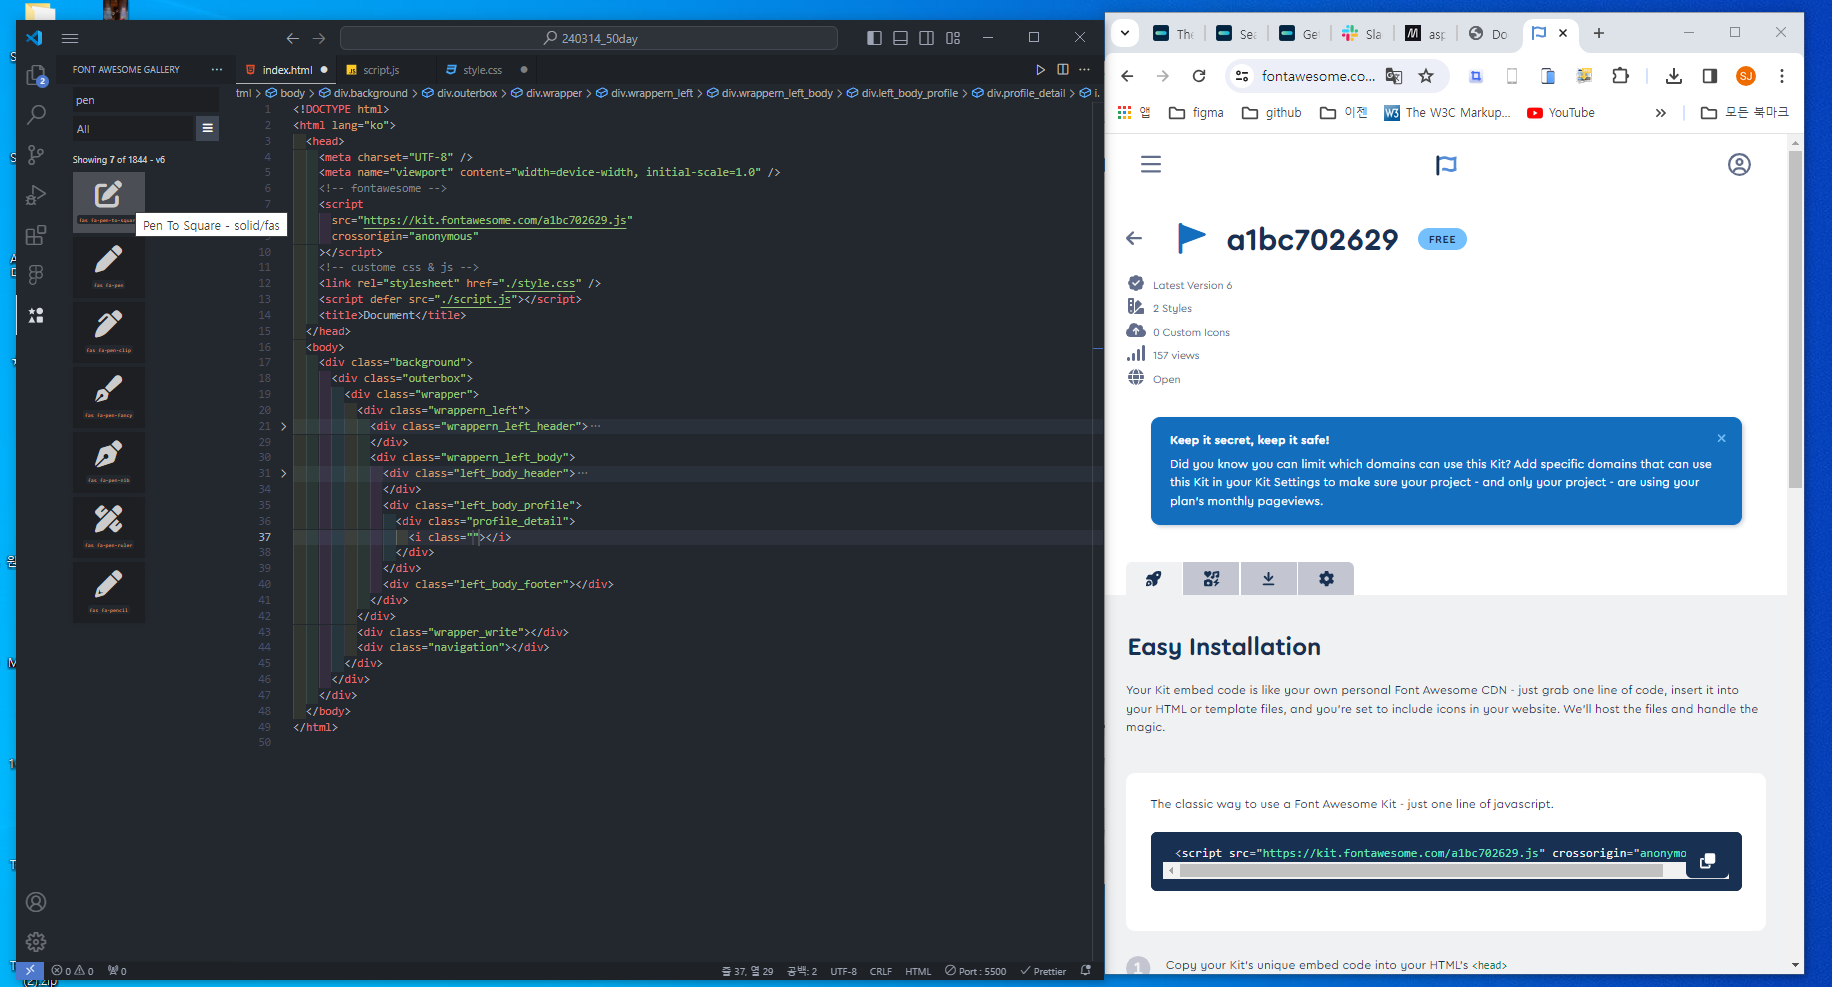 240314_50day
FONT AWESOME GALLERY
pen
All
Showing 7 of 1844 - v6
fas fa-pen-to-squar
Pen To Square - solid/fas
fas fa-pen
fas fa-pen-clip
fas fa-pen-fancy
fas fa-pen-nib
fas fa-pen-ruler
fas fa-pencil
2
index.html
script.js
style.css
tml > body > div.background > div.outerbox > div.wrapper > div.wrappern_left > div.wrappern_left_body > div.left_body_profile > div.profile_detail > i.
1 <!DOCTYPE html>
2 <html lang="ko">
3 <head>
4 <meta charset="UTF-8" />
5 <meta name="viewport" content="width=device-width, initial-scale=1.0" />
6 <!-- fontawesome -->
7 <script
src="https://kit.fontawesome.com/a1bc702629.js"
crossorigin="anonymous"
10 ></script>
11 <!-- custome css & js -->
12 <link rel="stylesheet" href="./style.css" />
13 <script defer src="./script.js"></script>
14 <title>Document</title>
15 </head>
16 <body>
17 <div class="background">
18 <div class="outerbox">
19 <div class="wrapper">
20 <div class="wrappern_left">
21 <div class="wrappern_left_header">···
29 </div>
30 <div class="wrappern_left_body">
31 <div class="left_body_header">···
34 </div>
35 <div class="left_body_profile">
36 <div class="profile_detail">
37 <i class=""></i>
38 </div>
39 </div>
40 <div class="left_body_footer"></div>
41 </div>
42 </div>
43 <div class="wrapper_write"></div>
44 <div class="navigation"></div>
45 </div>
46 </div>
47 </div>
48 </body>
49 </html>
50
0 0 0
줄 37, 열 29 공백: 2 UTF-8 CRLF HTML Port : 5500 Prettier
The
Sea
Get
Sla
asp
Do
fontawesome.co...
SJ
앱
figma
github
이젠
The W3C Markup...
YouTube
모든 북마크
a1bc702629
FREE
Latest Version 6
2 Styles
0 Custom Icons
157 views
Open
Keep it secret, keep it safe!
Did you know you can limit which domains can use this Kit? Add specific domains that can use
this Kit in your Kit Settings to make sure your project - and only your project - are using your
plan's monthly pageviews.
Easy Installation
Your Kit embed code is like your own personal Font Awesome CDN - just grab one line of code, insert it into
your HTML or template files, and you're set to include icons in your website. We'll host the files and handle the
magic.
The classic way to use a Font Awesome Kit - just one line of javascript.
<script src="https://kit.fontawesome.com/a1bc702629.js" crossorigin="anonymo
1 Copy your Kit's unique embed code into your HTML's <head>
(2).zip